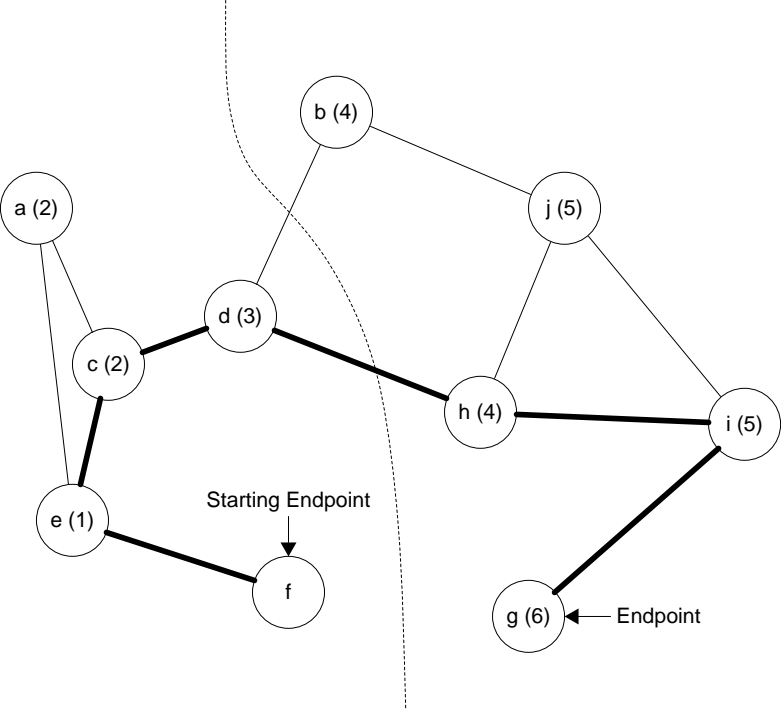 b (4)
a (2)
j (5)
d (3)
c (2)
h (4)
i (5)
Starting Endpoint
e (1)
f
g (6)
Endpoint